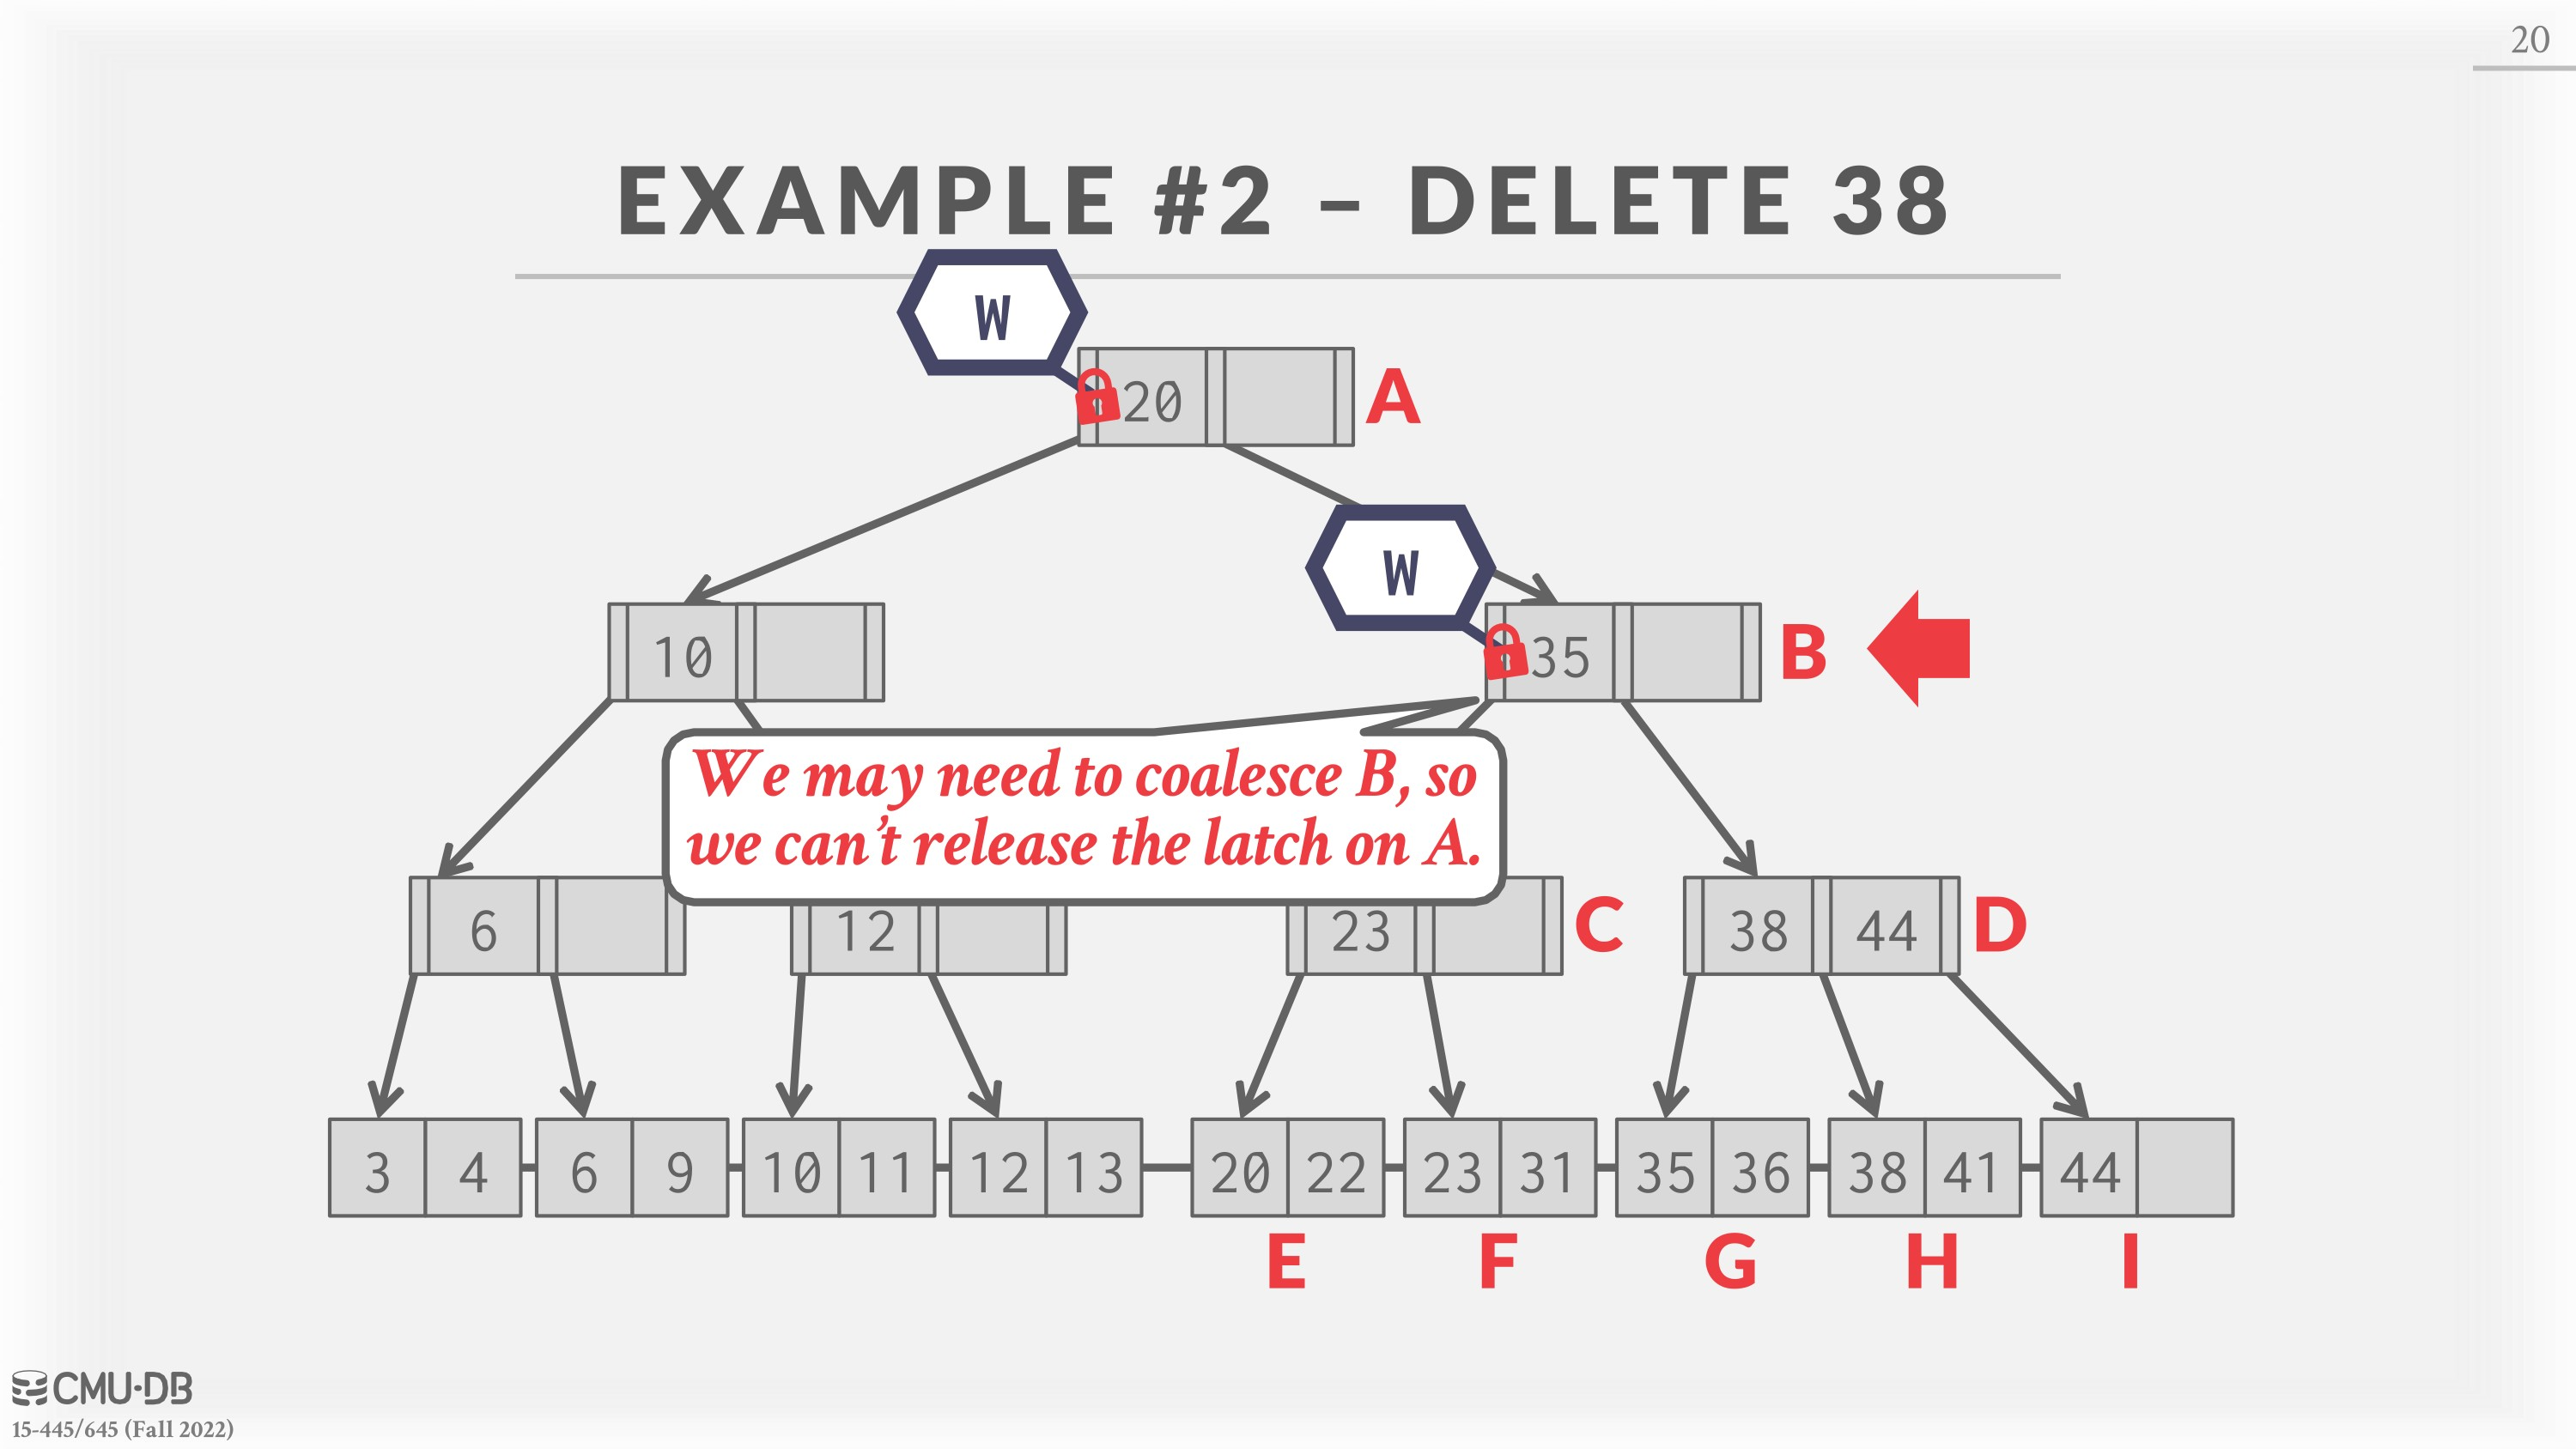 20
EXAMPLE #2 – DELETE 38
W
20 A
W
10
35 B
We may need to coalesce B, so
we can't release the latch on A.
6
12
23 C
38 44 D
3 4 6 9 10 11 12 13 20 22 23 31 35 36 38 41 44
E F G H I
CMU·DB
15-445/645 (Fall 2022)